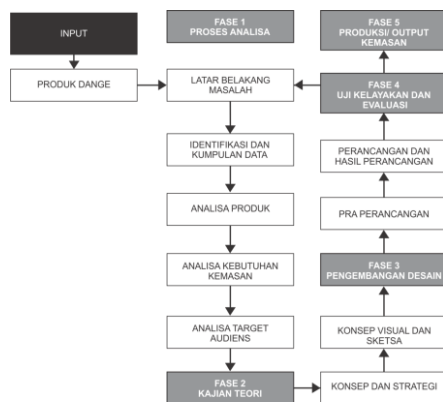 INPUT
PRODUK DANGE
FASE 1
PROSES ANALISA
LATAR BELAKANG
MASALAH
IDENTIFIKASI DAN
KUMPULAN DATA
ANALISA PRODUK
ANALISA KEBUTUHAN
KEMASAN
ANALISA TARGET
AUDIENS
FASE 2
KAJIAN TEORI
FASE 5
PRODUKSI/ OUTPUT
KEMASAN
FASE 4
UJI KELAYAKAN DAN
EVALUASI
PERANCANGAN DAN
HASIL PERANCANGAN
PRA PERANCANGAN
FASE 3
PENGEMBANGAN DESAIN
KONSEP VISUAL DAN
SKETSA
KONSEP DAN STRATEGI